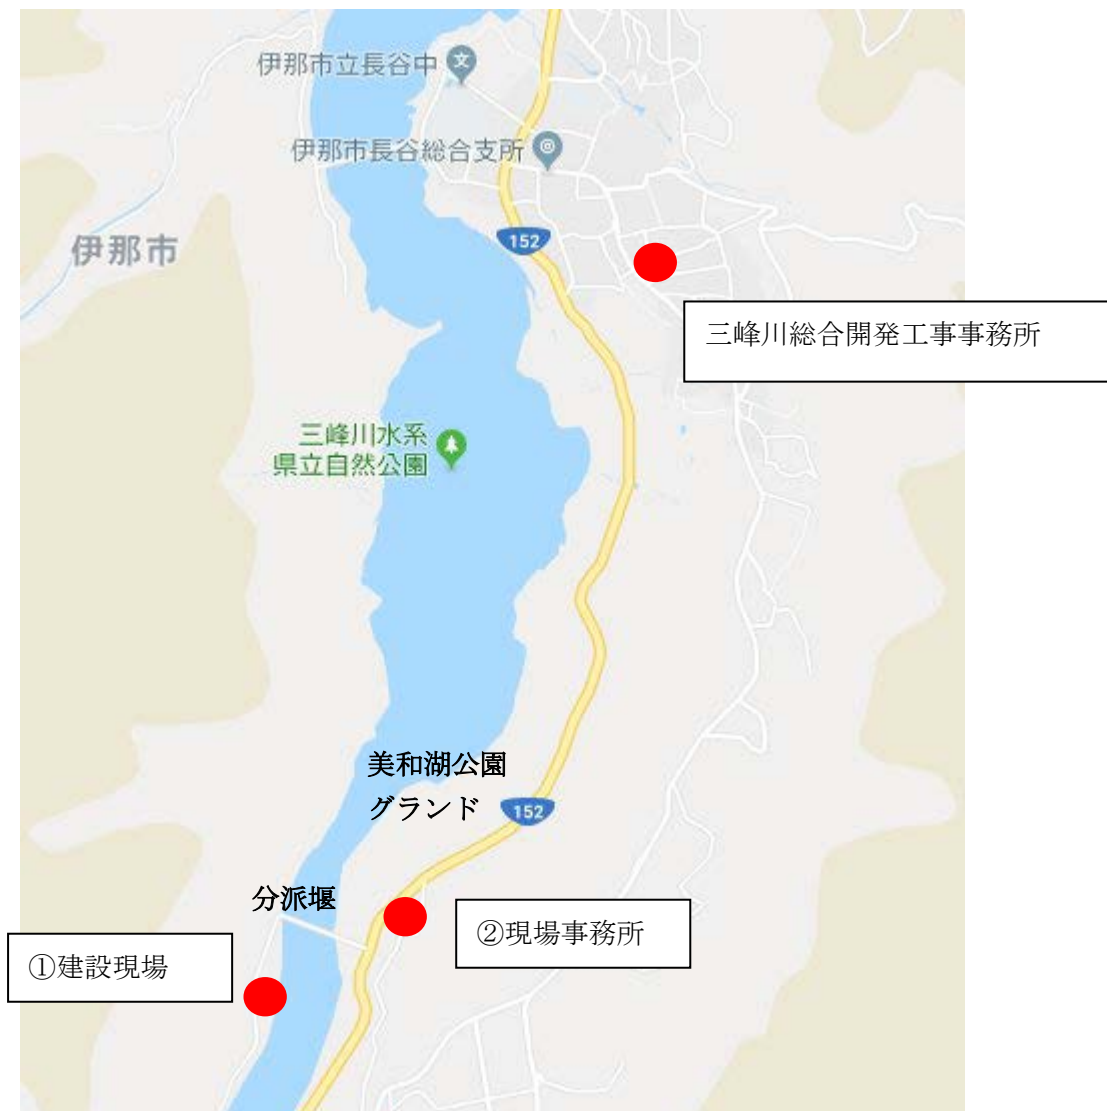 伊那市立長谷中
文
伊那市長谷総合支所
伊那市
152
三峰川総合開発工事事務所
三峰川水系
県立自然公園
美和湖公園
グランド
152
分派堰
②現場事務所
①建設現場